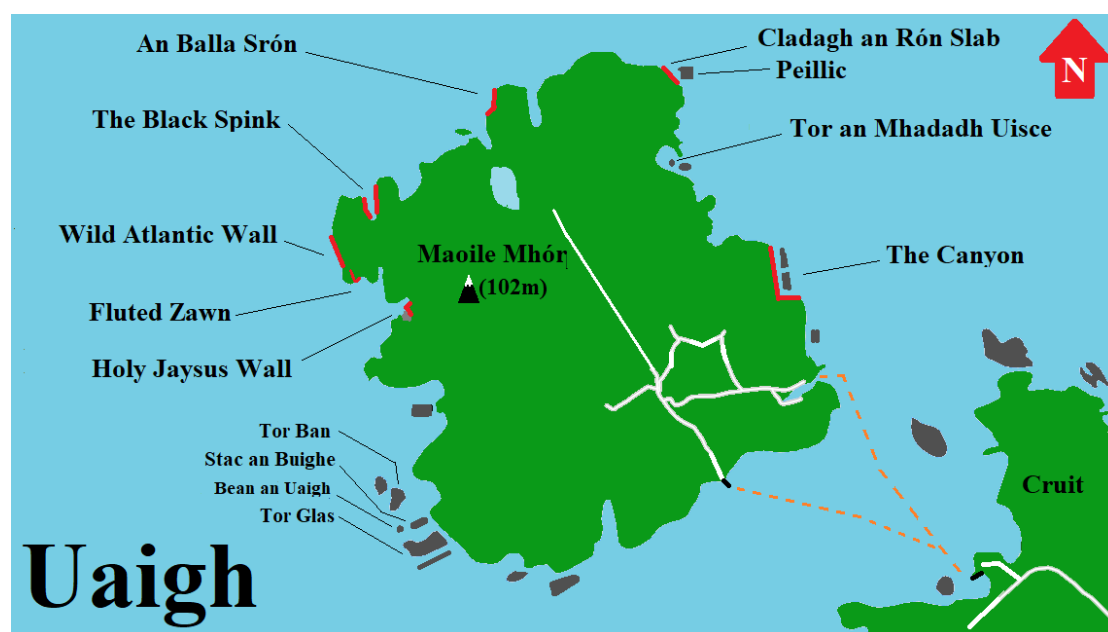 An Balla Srón
Cladagh an Rón Slab
Peillic
N
The Black Spink
Tor an Mhadadh Uisce
Wild Atlantic Wall
Maoile Mhór
(102m)
The Canyon
Fluted Zawn
Holy Jaysus Wall
Tor Ban
Stac an Buighe
Bean an Uaigh
Tor Glas
Cruit
Uaigh